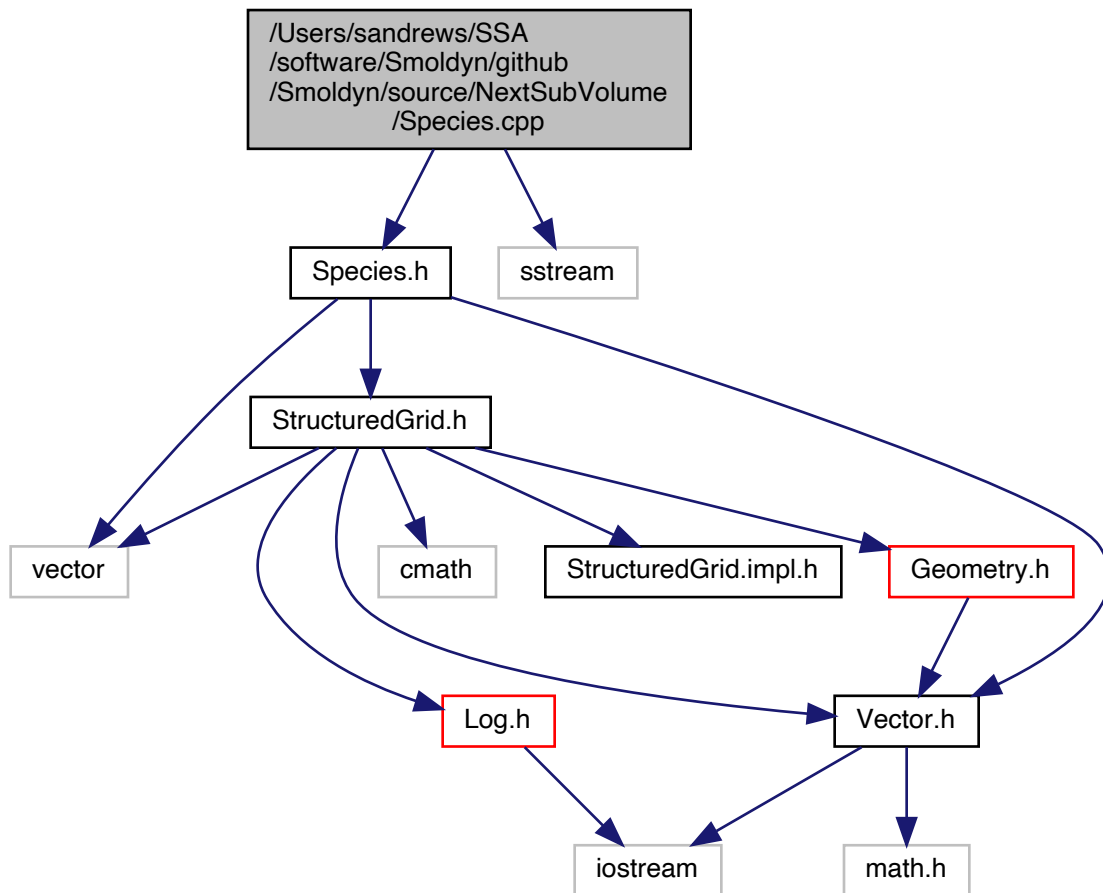 /Users/sandrews/SSA
/software/Smoldyn/github
/Smoldyn/source/NextSubVolume
/Species.cpp
Species.h
sstream
StructuredGrid.h
vector
cmath
StructuredGrid.impl.h
Geometry.h
Log.h
Vector.h
iostream
math.h